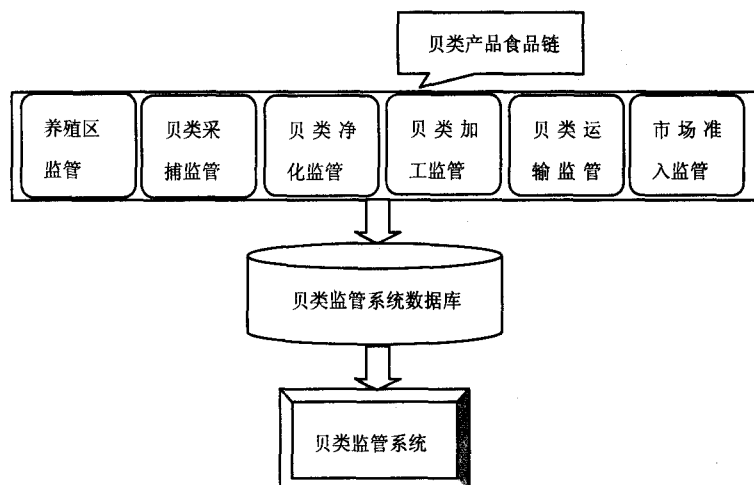 贝类产品食品链
养殖区
监管
贝类采
捕监管
贝类净
化监管
贝类加
工监管
贝类运
输监管
市场准
入监管
贝类监管系统数据库
贝类监管系统